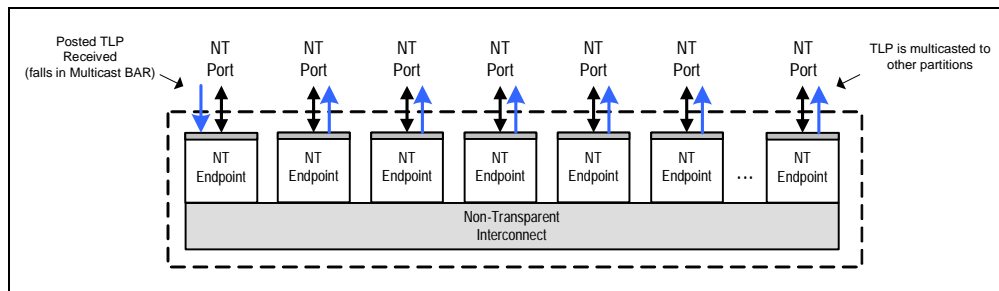 Posted TLP
Received
(falls in Multicast BAR)
NT
Port
NT
Port
NT
Port
NT
Port
NT
Port
NT
Port
NT
Port
TLP is multicasted to
other partitions
NT
Endpoint
NT
Endpoint
NT
Endpoint
NT
Endpoint
NT
Endpoint
NT
Endpoint
...
NT
Endpoint
Non-Transparent
Interconnect